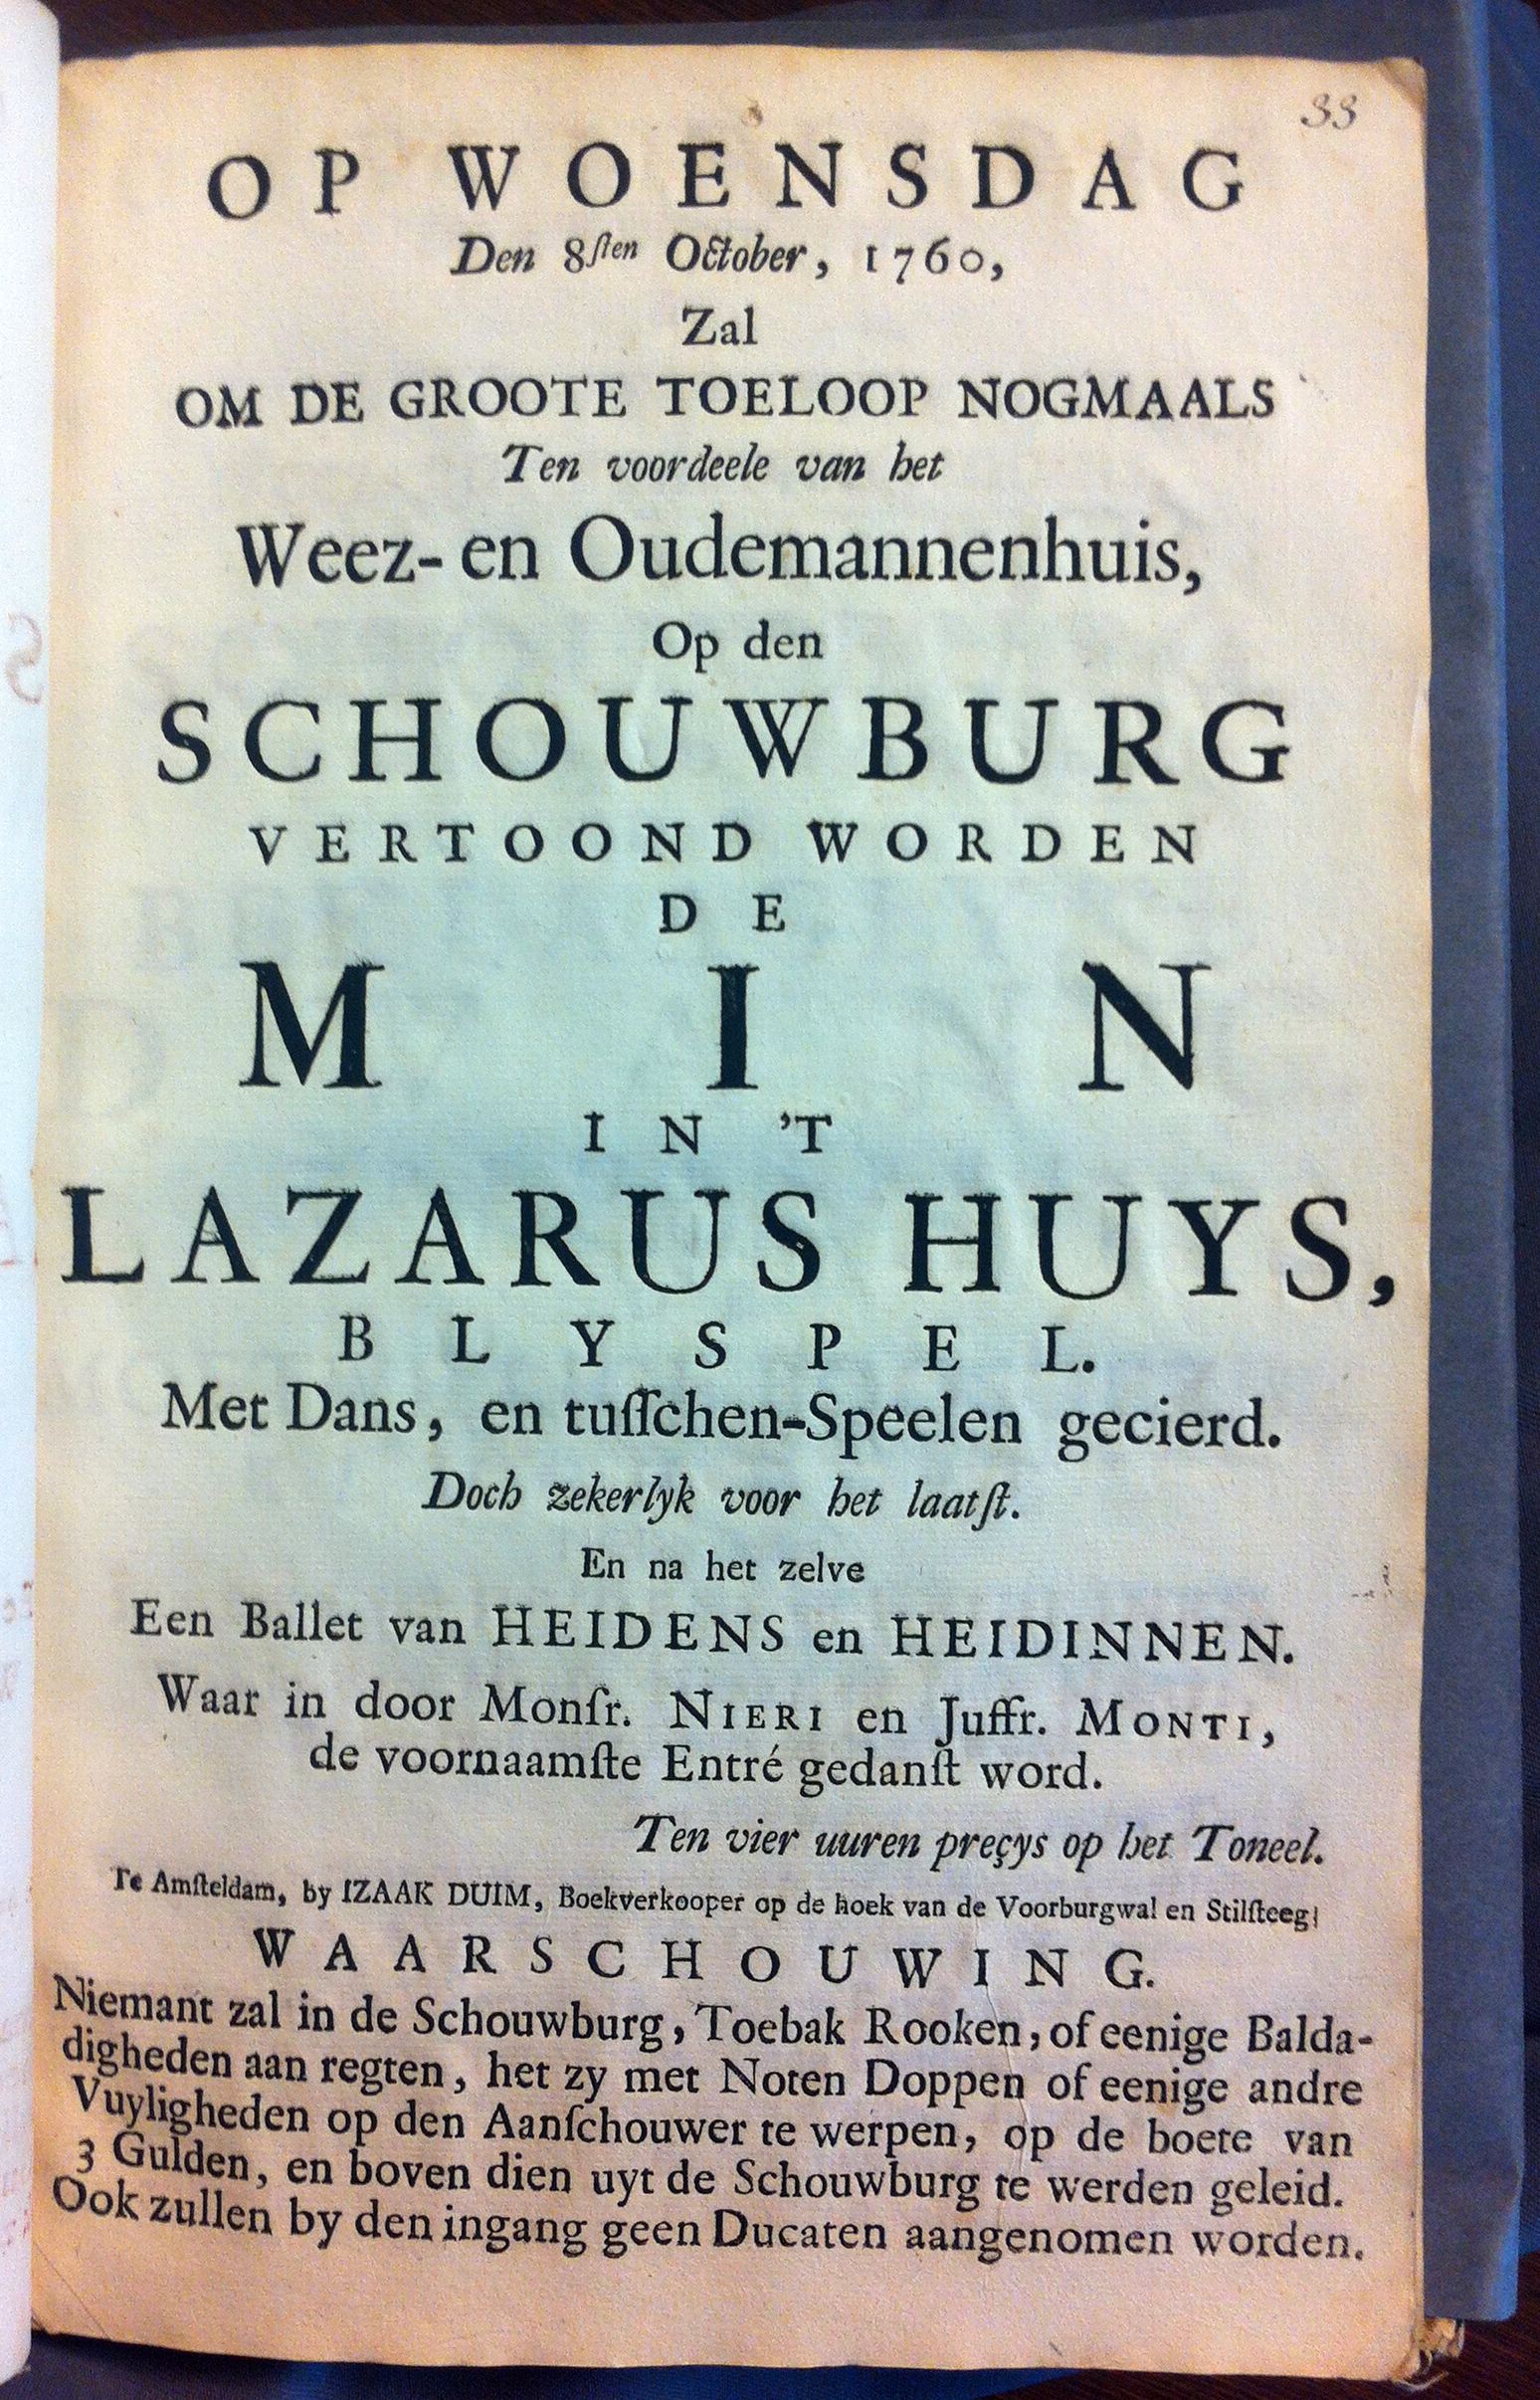 33
OP WOENSDAG
Den 8ſten October, 1760,
Zal
OM DE GROOTE TOELOOP NOGMAALS
Ten voordeele van het
Weez- en Oudemannenhuis,
Op den
SCHOUWBURG
VERTOOND WORDEN
DE
MIN
IN 'T
LAZARUS HUYS,
BLYSPEL.
Met Dans, en tuſſchen-Speelen gecierd.
Doch zekerlyk voor het laatſt.
En na het zelve
Een Ballet van HEIDENS en HEIDINNEN.
Waar in door Monſr. NIERI en Juffr. MONTI,
de voornaamſte Entré gedanſt word.
Ten vier uuren preçys op het Toneel.
Te Amſteldam, by IZAAK DUIM, Boekverkooper op de hoek van de Voorburgwal en Stilſteeg
WAARSCHOUWING.
Niemant zal in de Schouwburg, Toebak Rooken, of eenige Balda-
digheden aan regten, het zy met Noten Doppen of eenige andre
Vuyligheden op den Aanſchouwer te werpen, op de boete van
3 Gulden, en boven dien uyt de Schouwburg te werden geleid.
Ook zullen by den ingang geen Ducaten aangenomen worden.